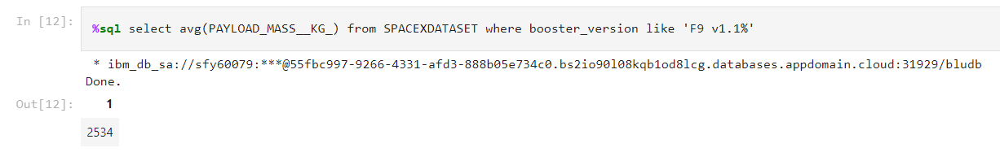 In [12]: %sql select avg(PAYLOAD_MASS__KG_) from SPACEXDATASET where booster_version like 'F9 v1.1%'
* ibm_db_sa://sfy60079:***@55fbc997-9266-4331-afd3-888b05e734c0.bs2io90l08kqb1od8lcg.databases.appdomain.cloud:31929/bludb
Done.
Out[12]: 1
2534